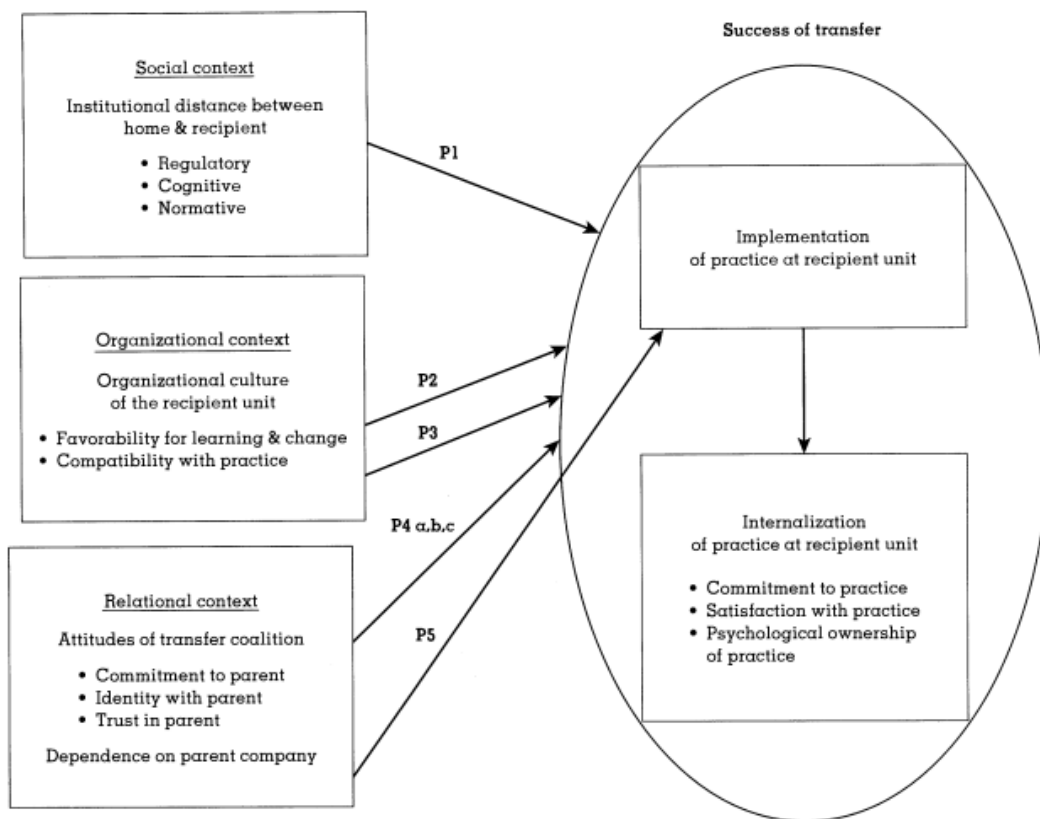 Success of transfer
Social context
Institutional distance between
home & recipient
• Regulatory
• Cognitive
• Normative
P1
Implementation
of practice at recipient unit
Organizational context
Organizational culture
of the recipient unit
• Favorability for learning & change
• Compatibility with practice
P2
P3
P4 a,b,c
Internalization
of practice at recipient unit
• Commitment to practice
• Satisfaction with practice
• Psychological ownership
of practice
Relational context
Attitudes of transfer coalition
• Commitment to parent
• Identity with parent
• Trust in parent
Dependence on parent company
P5